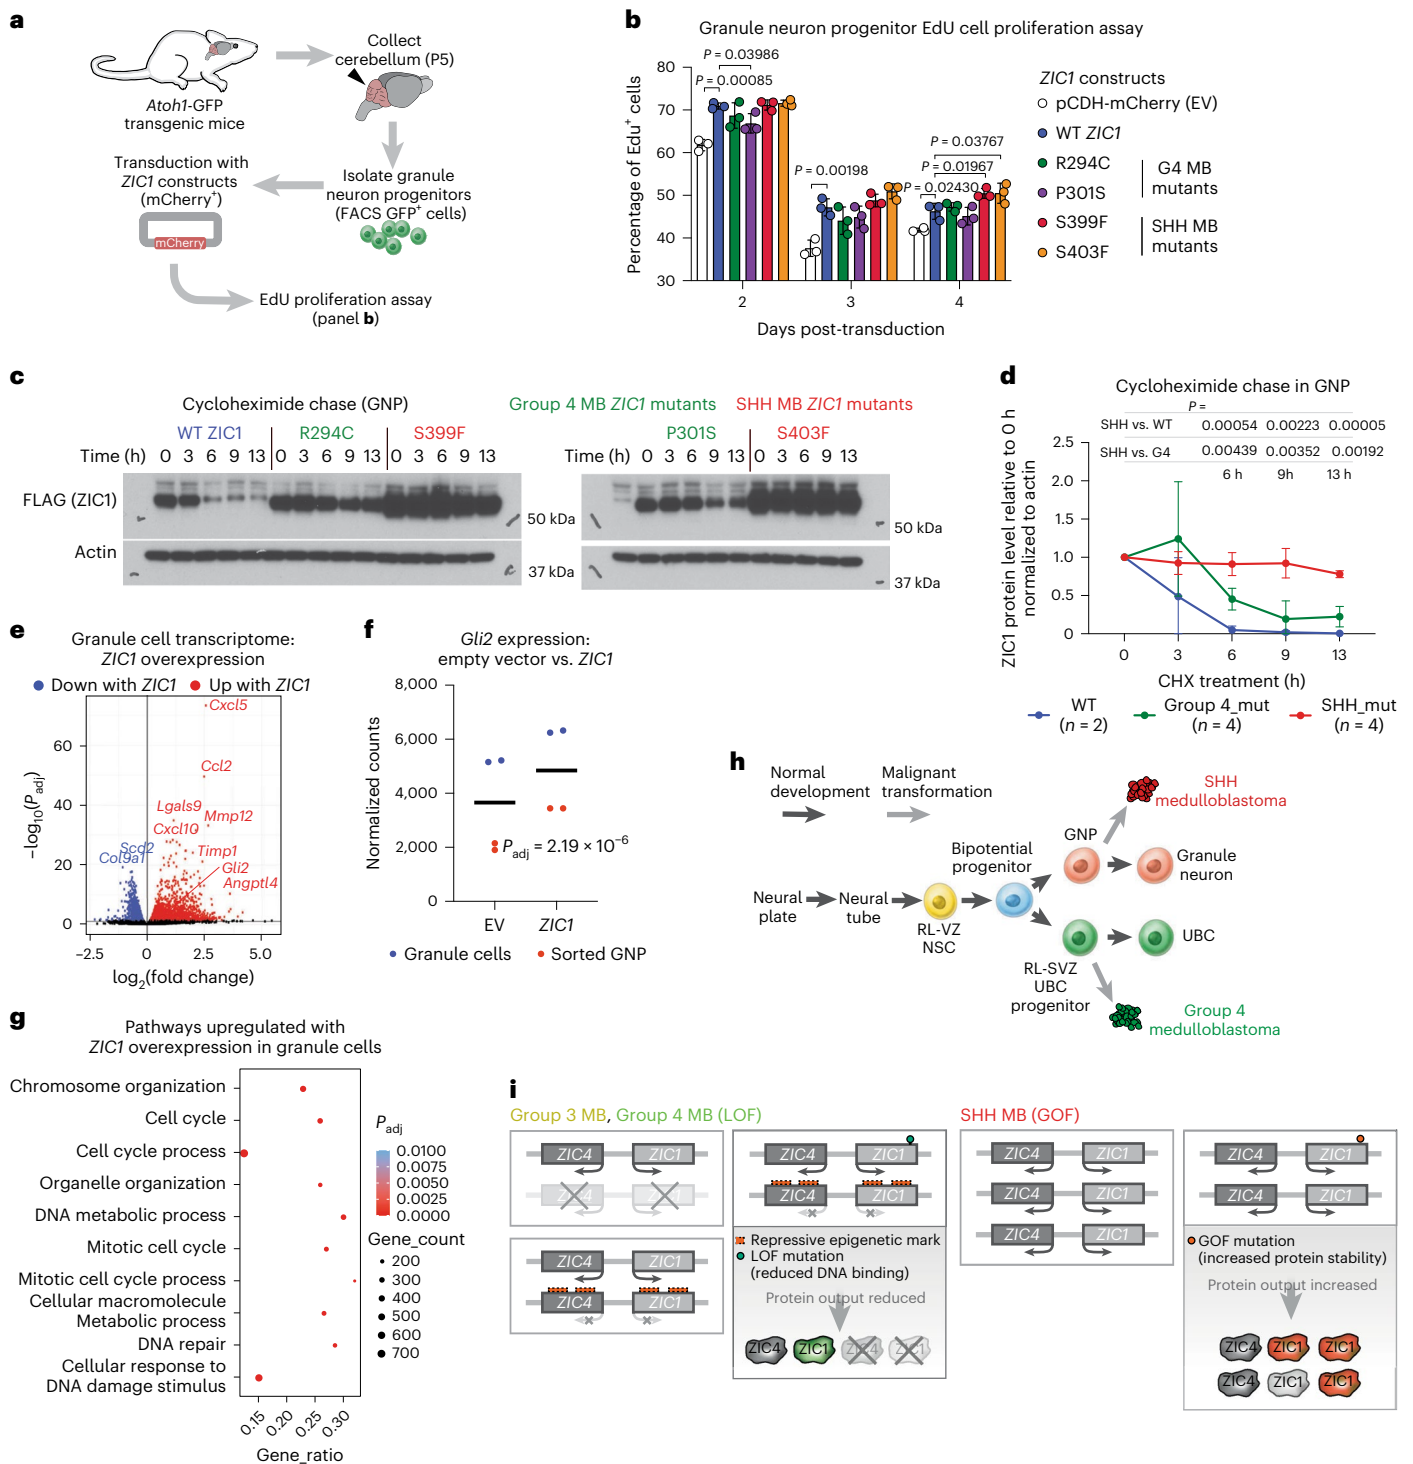 a
Collect
cerebellum (P5)
Atoh1-GFP
transgenic mice
Transduction with
ZIC1 constructs
(mCherry+)
mCherry
Isolate granule
neuron progenitors
(FACS GFP+ cells)
EdU proliferation assay
(panel b)
b
Granule neuron progenitor EdU cell proliferation assay
Percentage of Edu+ cells
80
70
60
50
40
30
P = 0.03986
P = 0.00085
P = 0.00198
P = 0.03767
P = 0.01967
P = 0.02430
2
3
4
Days post-transduction
ZIC1 constructs
pCDH-mCherry (EV)
WT ZIC1
R294C
P301S
S399F
S403F
G4 MB
mutants
SHH MB
mutants
c
Cycloheximide chase (GNP)
Group 4 MB ZIC1 mutants
SHH MB ZIC1 mutants
WT ZIC1
R294C
S399F
P301S
S403F
Time (h) 0 3 6 9 13 0 3 6 9 13 0 3 6 9 13
Time (h) 0 3 6 9 13 0 3 6 9 13
FLAG (ZIC1)
50 kDa
50 kDa
Actin
37 kDa
37 kDa
d
Cycloheximide chase in GNP
P =
SHH vs. WT 0.00054 0.00223 0.00005
SHH vs. G4 0.00439 0.00352 0.00192
6 h 9h 13 h
ZIC1 protein level relative to 0 h
normalized to actin
2.5
2.0
1.5
1.0
0.5
0
0 3 6 9 13
CHX treatment (h)
WT
(n = 2)
Group 4_mut
(n = 4)
SHH_mut
(n = 4)
e
Granule cell transcriptome:
ZIC1 overexpression
Down with ZIC1
Up with ZIC1
Cxcl5
Ccl2
Lgals9
Mmp12
Cxcl10
Scd2
Col9a1
Timp1
Gli2
Angptl4
−log10(Padj)
60
40
20
0
−2.5 0 2.5 5.0
log2(fold change)
f
Gli2 expression:
empty vector vs. ZIC1
Normalized counts
8,000
6,000
4,000
2,000
0
Padj = 2.19 × 10−6
EV
ZIC1
Granule cells
Sorted GNP
g
Pathways upregulated with
ZIC1 overexpression in granule cells
Chromosome organization
Cell cycle
Cell cycle process
Organelle organization
DNA metabolic process
Mitotic cell cycle
Mitotic cell cycle process
Cellular macromolecule
Metabolic process
DNA repair
Cellular response to
DNA damage stimulus
0.15
0.20
0.25
0.30
Gene_ratio
Padj
0.0100
0.0075
0.0050
0.0025
0.0000
Gene_count
200
300
400
500
600
700
h
Normal
development
Malignant
transformation
Neural
plate
Neural
tube
RL-VZ
NSC
Bipotential
progenitor
GNP
Granule
neuron
SHH
medulloblastoma
RL-SVZ
UBC
progenitor
UBC
Group 4
medulloblastoma
i
Group 3 MB, Group 4 MB (LOF)
SHH MB (GOF)
ZIC4 ZIC1
ZIC4 ZIC1
ZIC4 ZIC1
ZIC4 ZIC1
ZIC4 ZIC1
ZIC4 ZIC1
Repressive epigenetic mark
LOF mutation
(reduced DNA binding)
Protein output reduced
ZIC4 ZIC1 ZIC4 ZIC1
ZIC4 ZIC1
ZIC4 ZIC1
ZIC4 ZIC1
ZIC4 ZIC1
ZIC4 ZIC1
GOF mutation
(increased protein stability)
Protein output increased
ZIC4 ZIC1 ZIC1
ZIC4 ZIC1 ZIC1